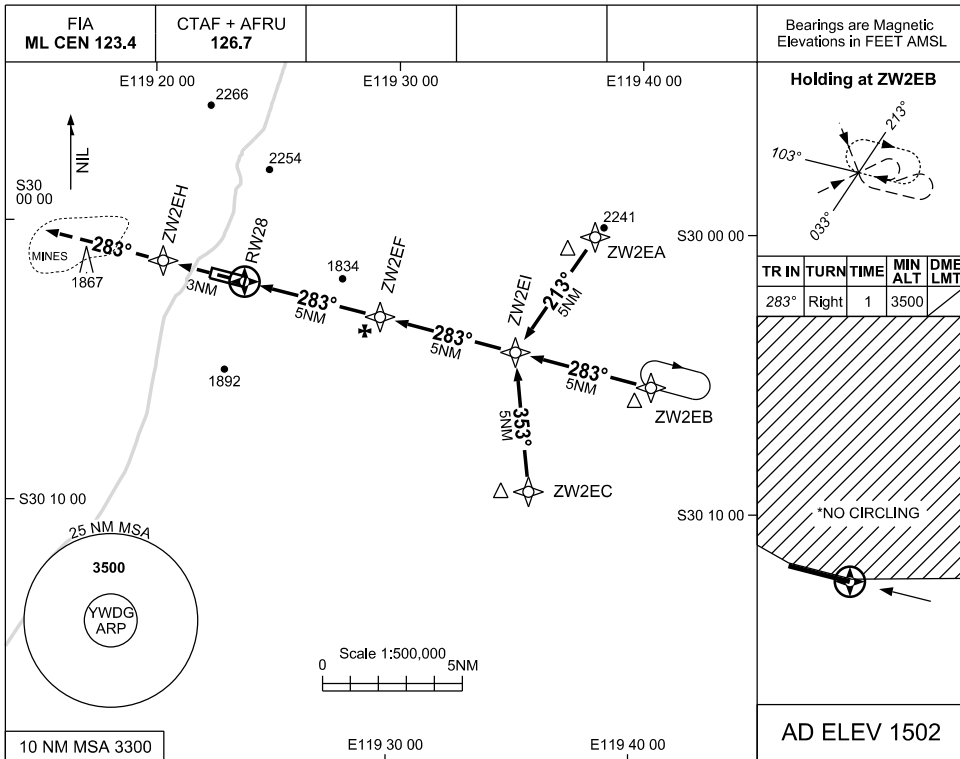 FIA
ML CEN 123.4
CTAF + AFRU
126.7
Bearings are Magnetic
Elevations in FEET AMSL
E119 20 00
E119 30 00
E119 40 00
Holding at ZW2EB
213°
103°
033°
2266
NIL
2254
S30
00 00
ZW2EH
RW28
2241
S30 00 00
ZW2EA
283°
MINES
1867
3NM
1834
ZW2EF
283°
5NM
ZW2EI
213°
5NM
TR IN
TURN
TIME
MIN
ALT
DME
LMT
283°
Right
1
3500
283°
5NM
283°
5NM
1892
ZW2EB
353°
5NM
ZW2EC
S30 10 00
S30 10 00
*NO CIRCLING
25 NM MSA
3500
YWDG
ARP
Scale 1:500,000
0
5NM
10 NM MSA 3300
E119 30 00
E119 40 00
AD ELEV 1502